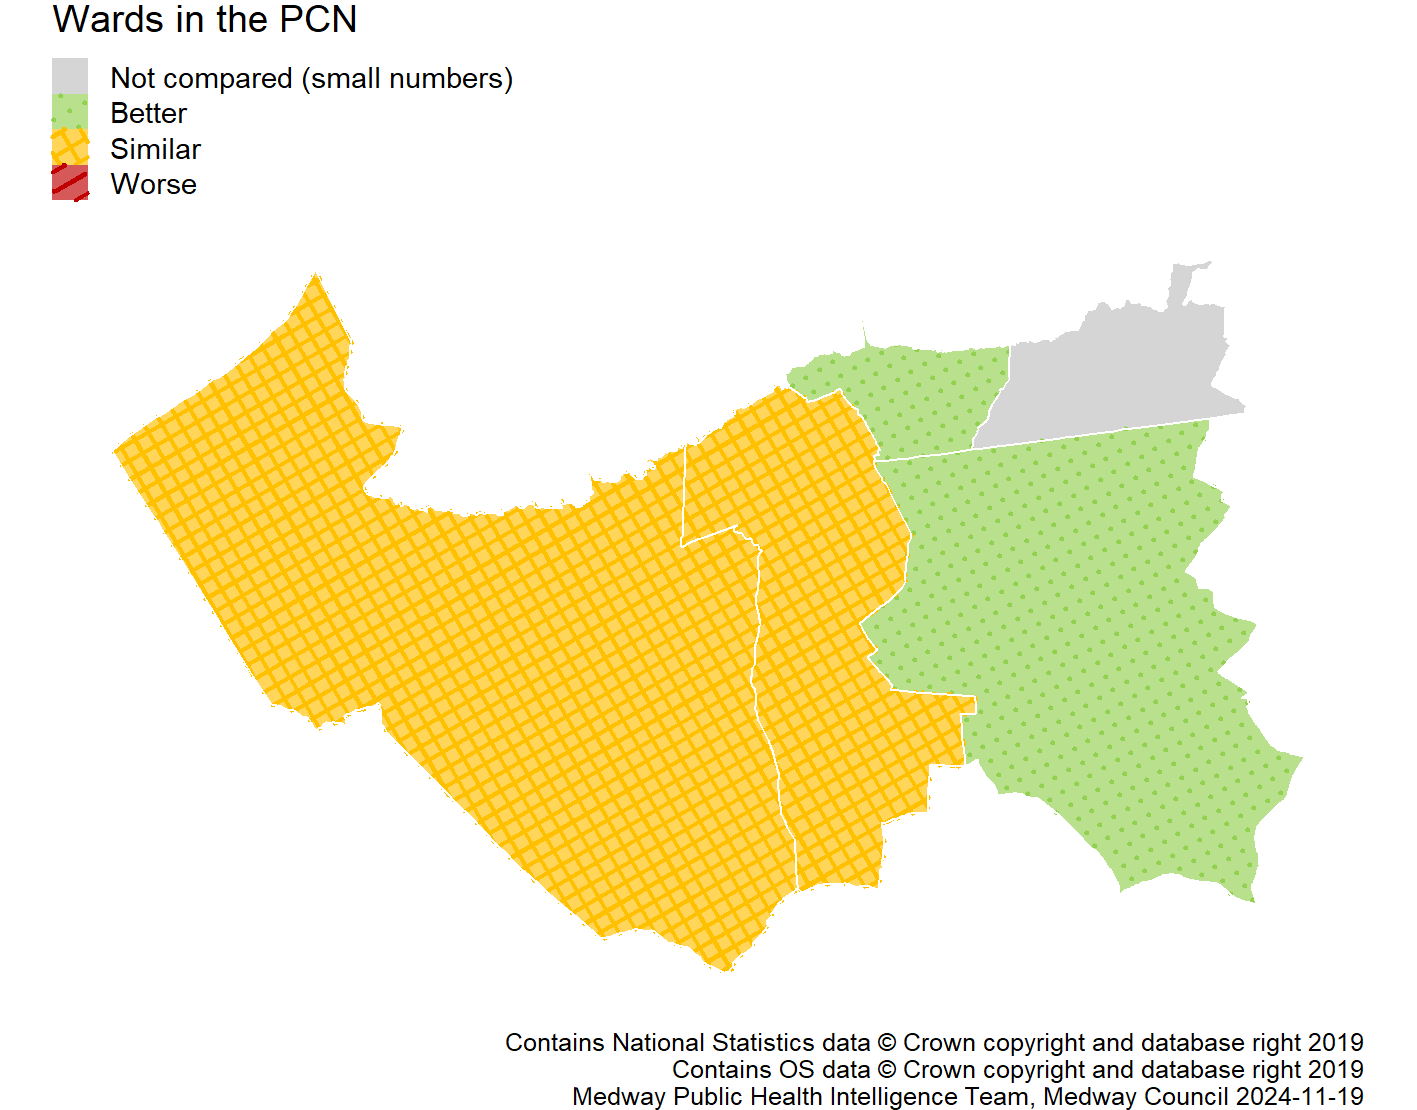 Wards in the PCN
Not compared (small numbers)
Better
Similar
Worse
Contains National Statistics data © Crown copyright and database right 2019
Contains OS data © Crown copyright and database right 2019
Medway Public Health Intelligence Team, Medway Council 2024-11-19